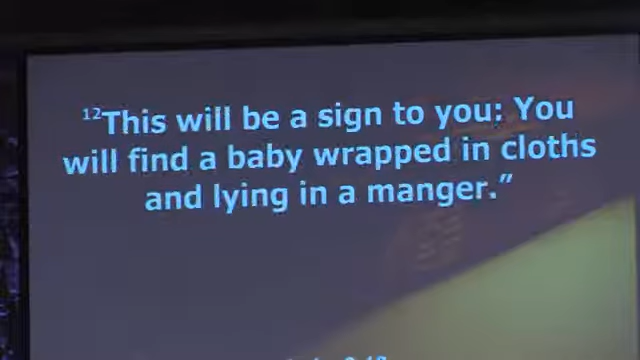 ¹²This will be a sign to you: You
will find a baby wrapped in cloths
and lying in a manger.”